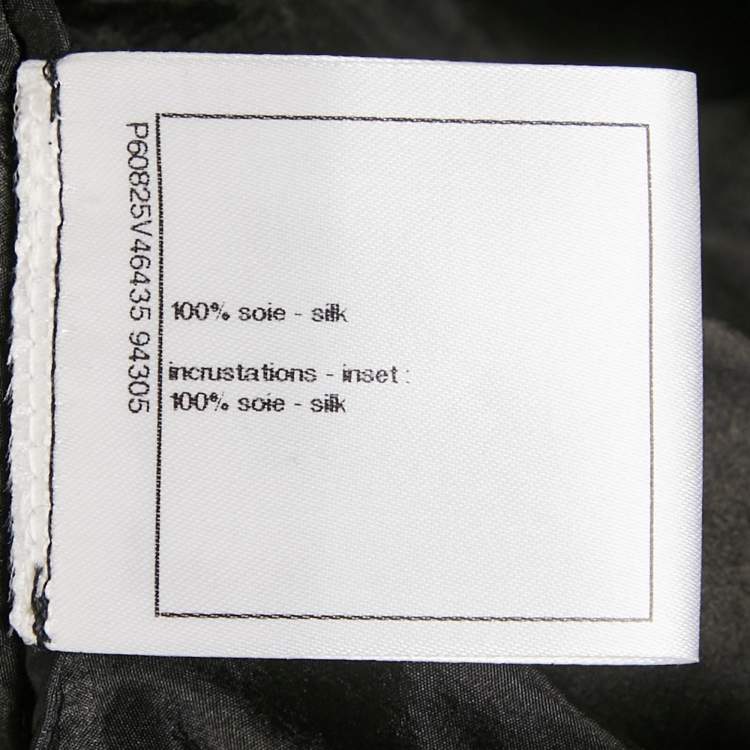 P60825V46435 94305
100% soie - silk
incrustations - inset :
100% soie - silk